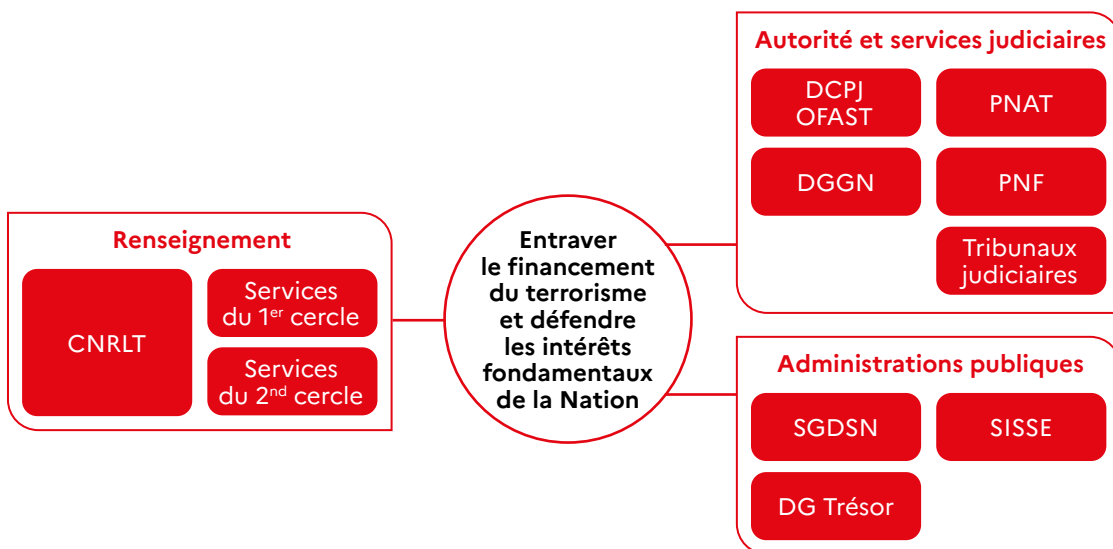 Renseignement
CNRLT
Services
du 1er cercle
Services
du 2nd cercle
Entraver
le financement
du terrorisme
et défendre
les intérêts
fondamentaux
de la Nation
Autorité et services judiciaires
DCPJ
OFAST
PNAT
DGGN
PNF
Tribunaux
judiciaires
Administrations publiques
SGDSN
SISSE
DG Trésor